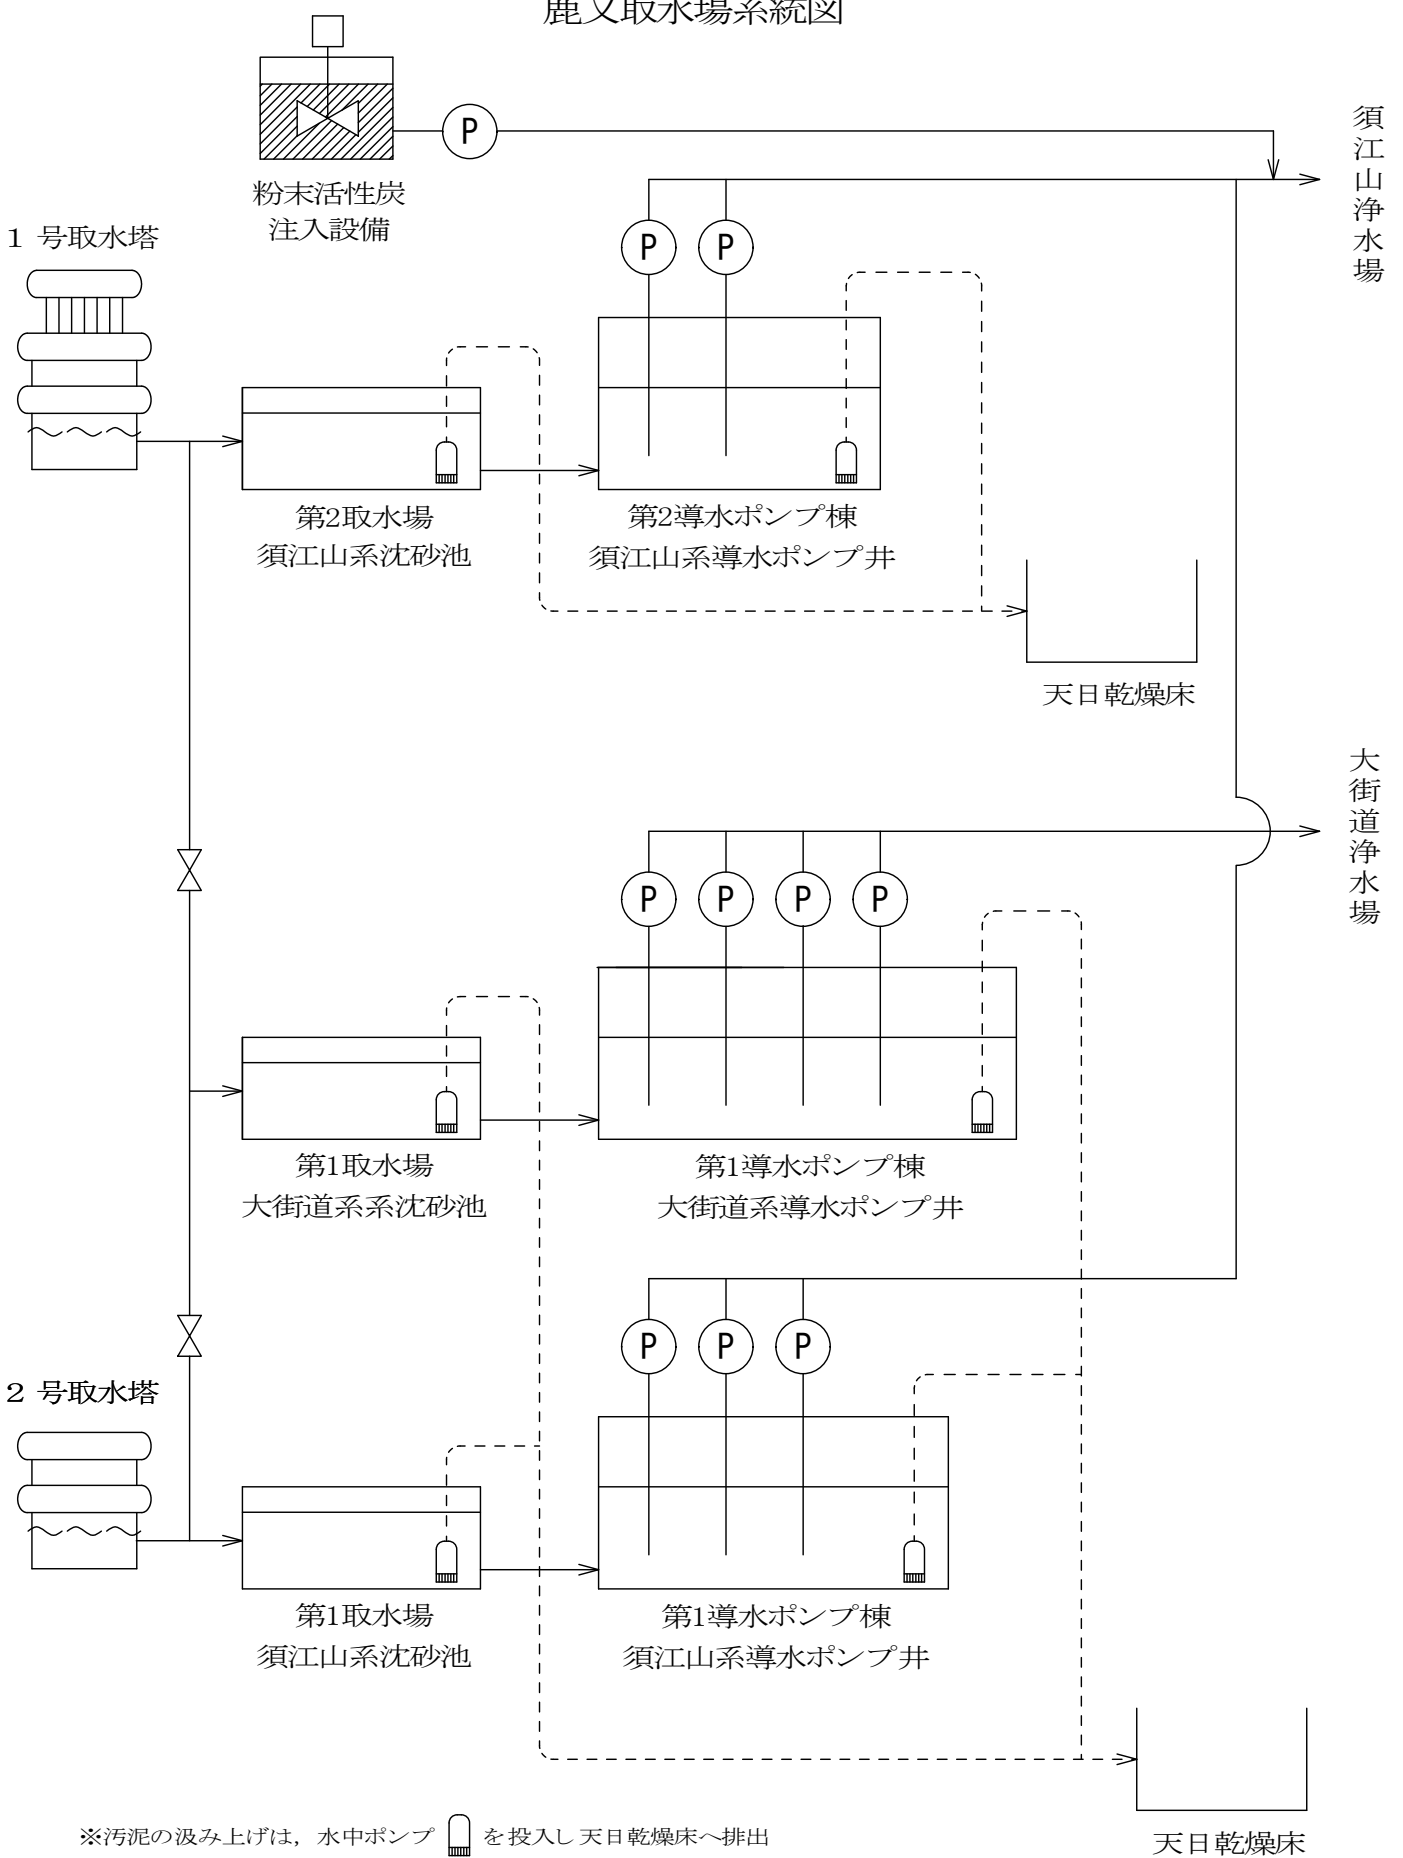 鹿又取水場系統図
P
粉末活性炭
注入設備
須江山浄水場
1 号取水塔
P P
第2取水場
須江山系沈砂池
第2導水ポンプ棟
須江山系導水ポンプ井
天日乾燥床
大街道浄水場
P P P P
第1取水場
大街道系系沈砂池
第1導水ポンプ棟
大街道系導水ポンプ井
P P P
2 号取水塔
第1取水場
須江山系沈砂池
第1導水ポンプ棟
須江山系導水ポンプ井
※汚泥の汲み上げは，水中ポンプ を投入し天日乾燥床へ排出
天日乾燥床